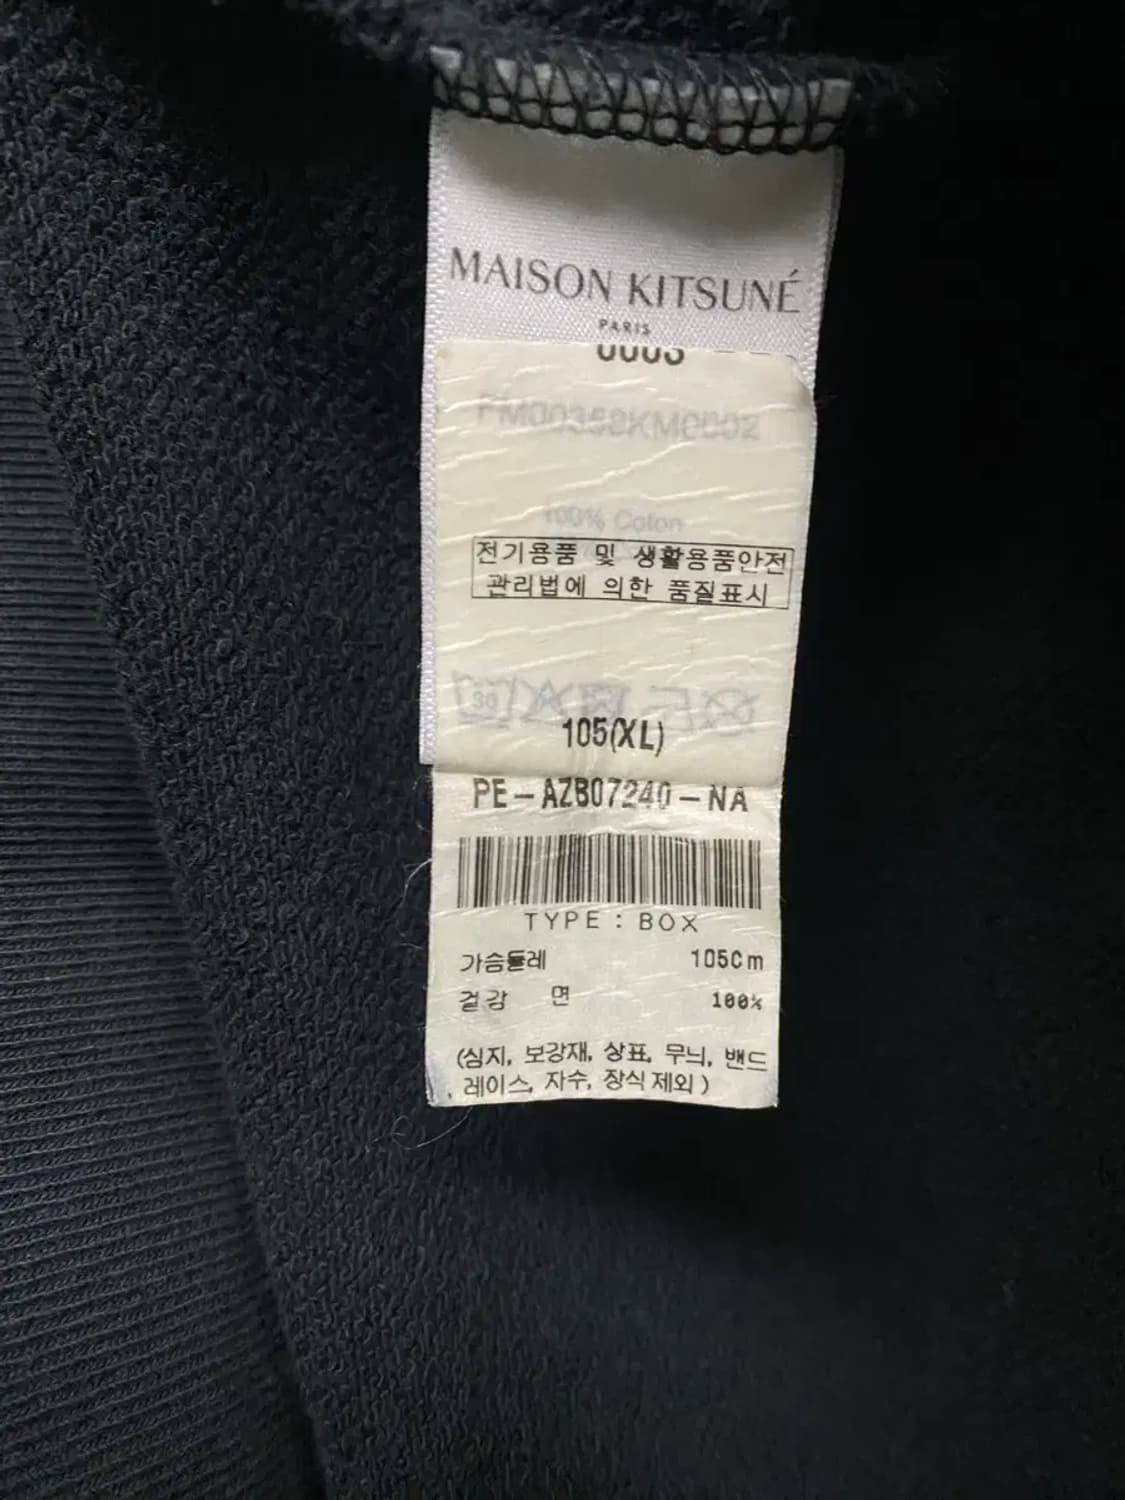 MAISON KITSUNÉ
PARIS
100% Coton
전기용품 및 생활용품안전
관리법에 의한 품질표시
30
105(XL)
PE-AZB07240-NA
TYPE : BOX
가슴둘레 105Cm
겉감 면 100%
(심지, 보강재, 상표, 무늬, 밴드
, 레이스, 자수, 장식 제외)